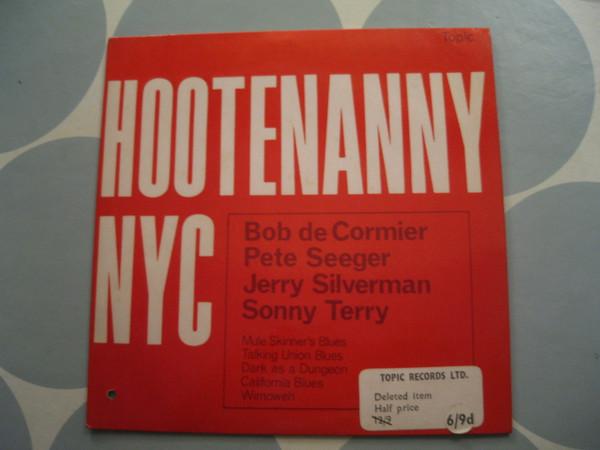 Topic
HOOTENANNY
NYC
Bob de Cormier
Pete Seeger
Jerry Silverman
Sonny Terry
Mule Skinner's Blues
Talking Union Blues
Dark as a Dungeon
California Blues
Wimoweh
TOPIC RECORDS LTD.
Deleted item
Half price
6/9d